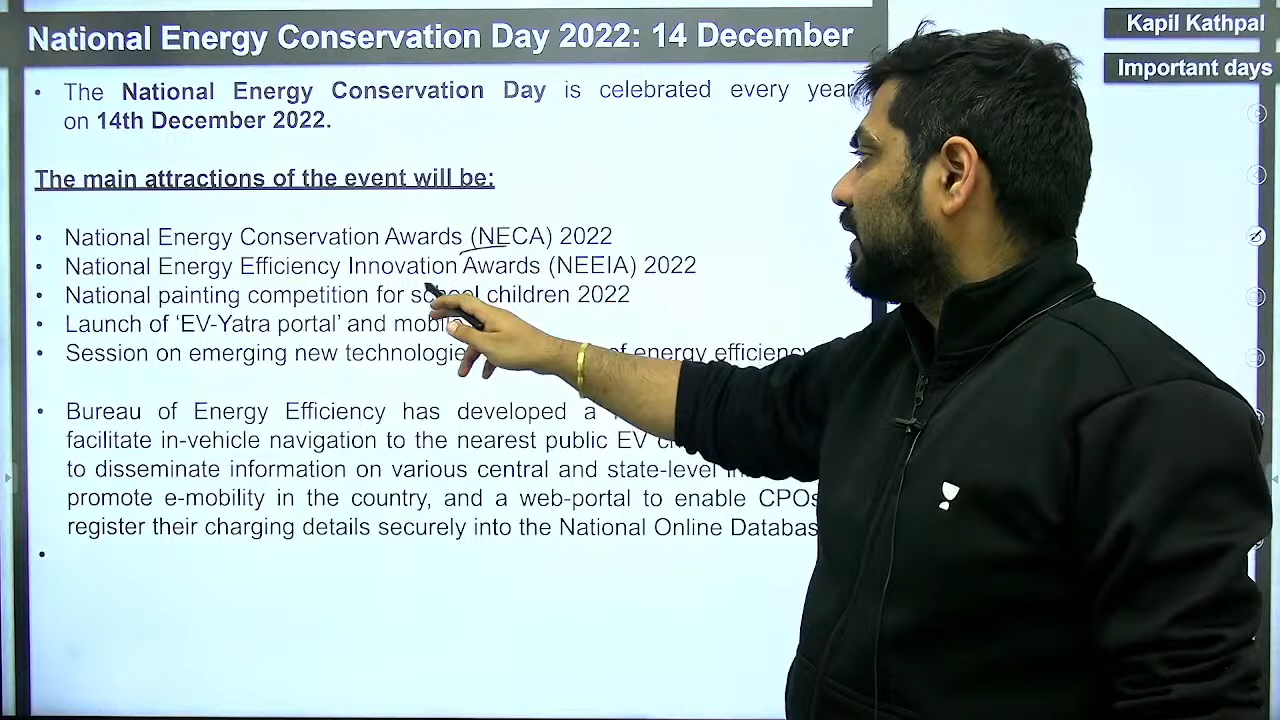 National Energy Conservation Day 2022: 14 December
Kapil Kathpal
Important days
• The National Energy Conservation Day is celebrated every year
on 14th December 2022.
The main attractions of the event will be:
• National Energy Conservation Awards (NECA) 2022
• National Energy Efficiency Innovation Awards (NEEIA) 2022
• National painting competition for school children 2022
• Launch of ‘EV-Yatra portal’ and
• Session on emerging new of energy efficiency
• Bureau of Energy Efficiency has developed a
facilitate in-vehicle navigation to the nearest public EV
to disseminate information on various central and state-level
promote e-mobility in the country, and a web-portal to enable CPOs
register their charging details securely into the National Online
•